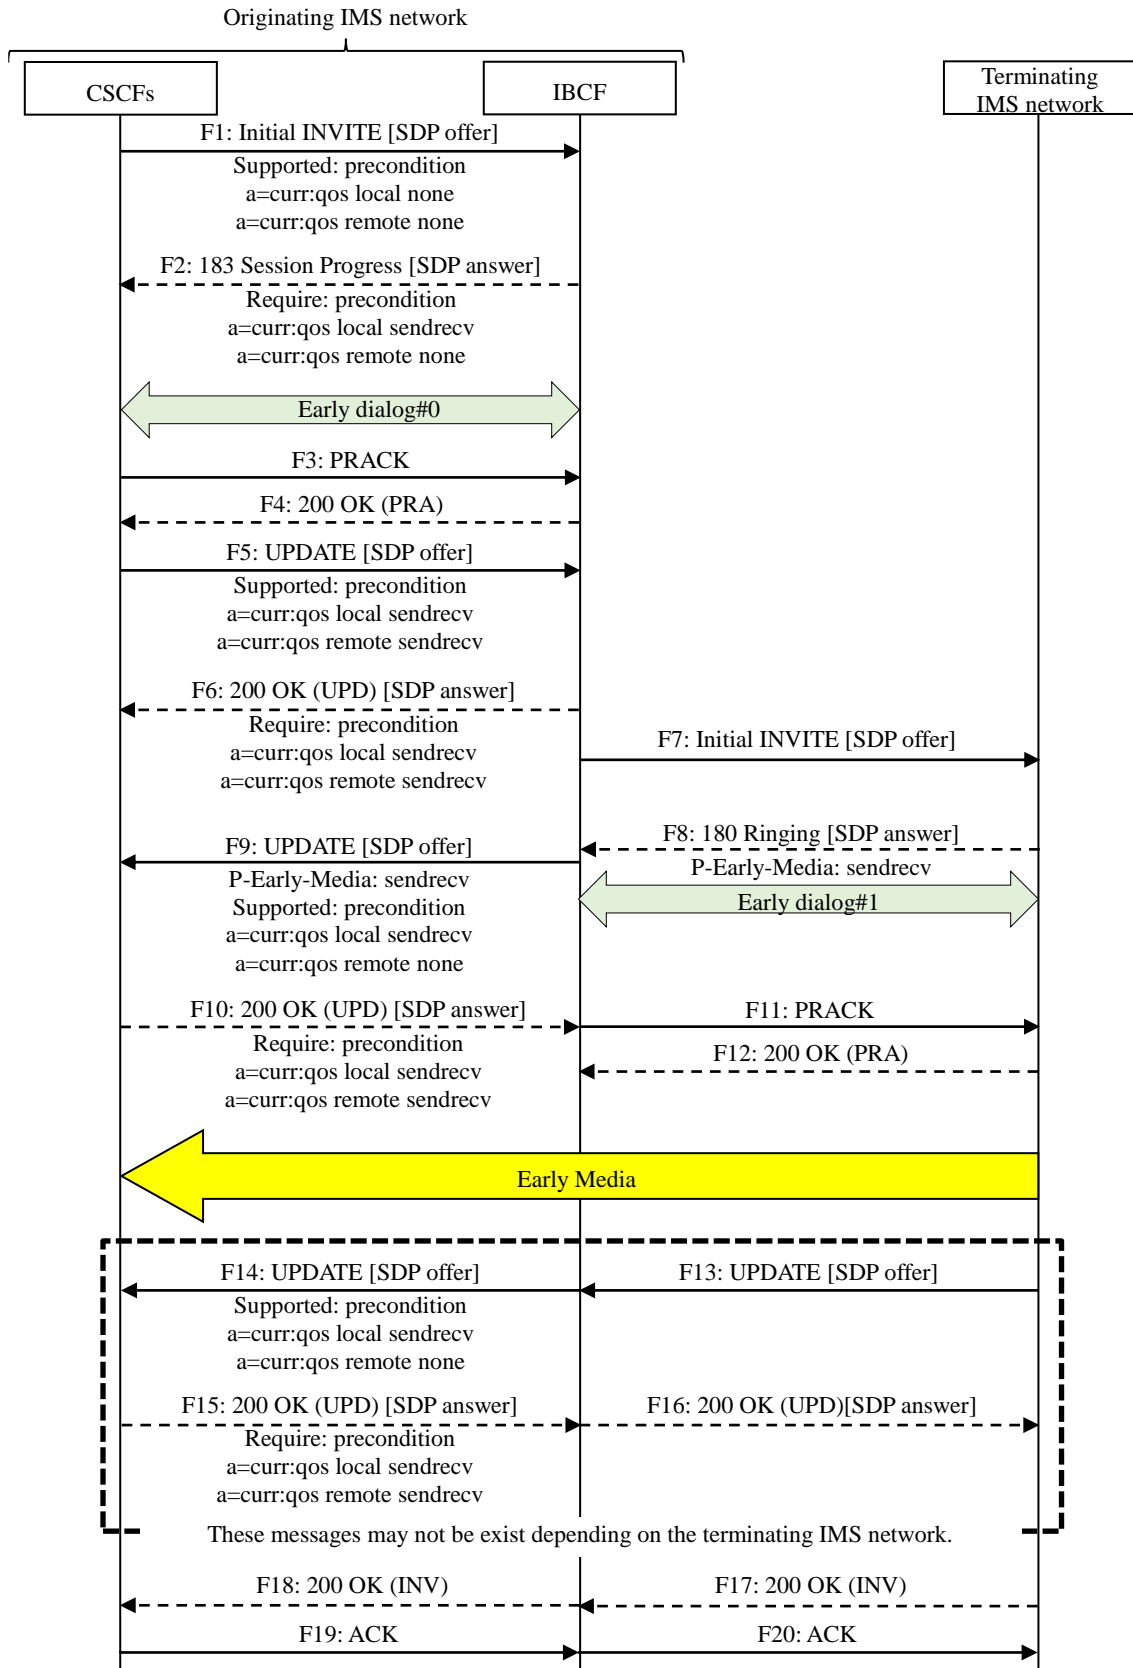 Originating IMS network
CSCFs
IBCF
Terminating
IMS network
F1: Initial INVITE [SDP offer]
Supported: precondition
a=curr:qos local none
a=curr:qos remote none
F2: 183 Session Progress [SDP answer]
Require: precondition
a=curr:qos local sendrecv
a=curr:qos remote none
Early dialog#0
F3: PRACK
F4: 200 OK (PRA)
F5: UPDATE [SDP offer]
Supported: precondition
a=curr:qos local sendrecv
a=curr:qos remote sendrecv
F6: 200 OK (UPD) [SDP answer]
Require: precondition
a=curr:qos local sendrecv
a=curr:qos remote sendrecv
F7: Initial INVITE [SDP offer]
F8: 180 Ringing [SDP answer]
P-Early-Media: sendrecv
Early dialog#1
F9: UPDATE [SDP offer]
P-Early-Media: sendrecv
Supported: precondition
a=curr:qos local sendrecv
a=curr:qos remote none
F10: 200 OK (UPD) [SDP answer]
Require: precondition
a=curr:qos local sendrecv
a=curr:qos remote sendrecv
F11: PRACK
F12: 200 OK (PRA)
Early Media
F14: UPDATE [SDP offer]
F13: UPDATE [SDP offer]
Supported: precondition
a=curr:qos local sendrecv
a=curr:qos remote none
F15: 200 OK (UPD) [SDP answer]
F16: 200 OK (UPD)[SDP answer]
Require: precondition
a=curr:qos local sendrecv
a=curr:qos remote sendrecv
These messages may not be exist depending on the terminating IMS network.
F18: 200 OK (INV)
F17: 200 OK (INV)
F19: ACK
F20: ACK